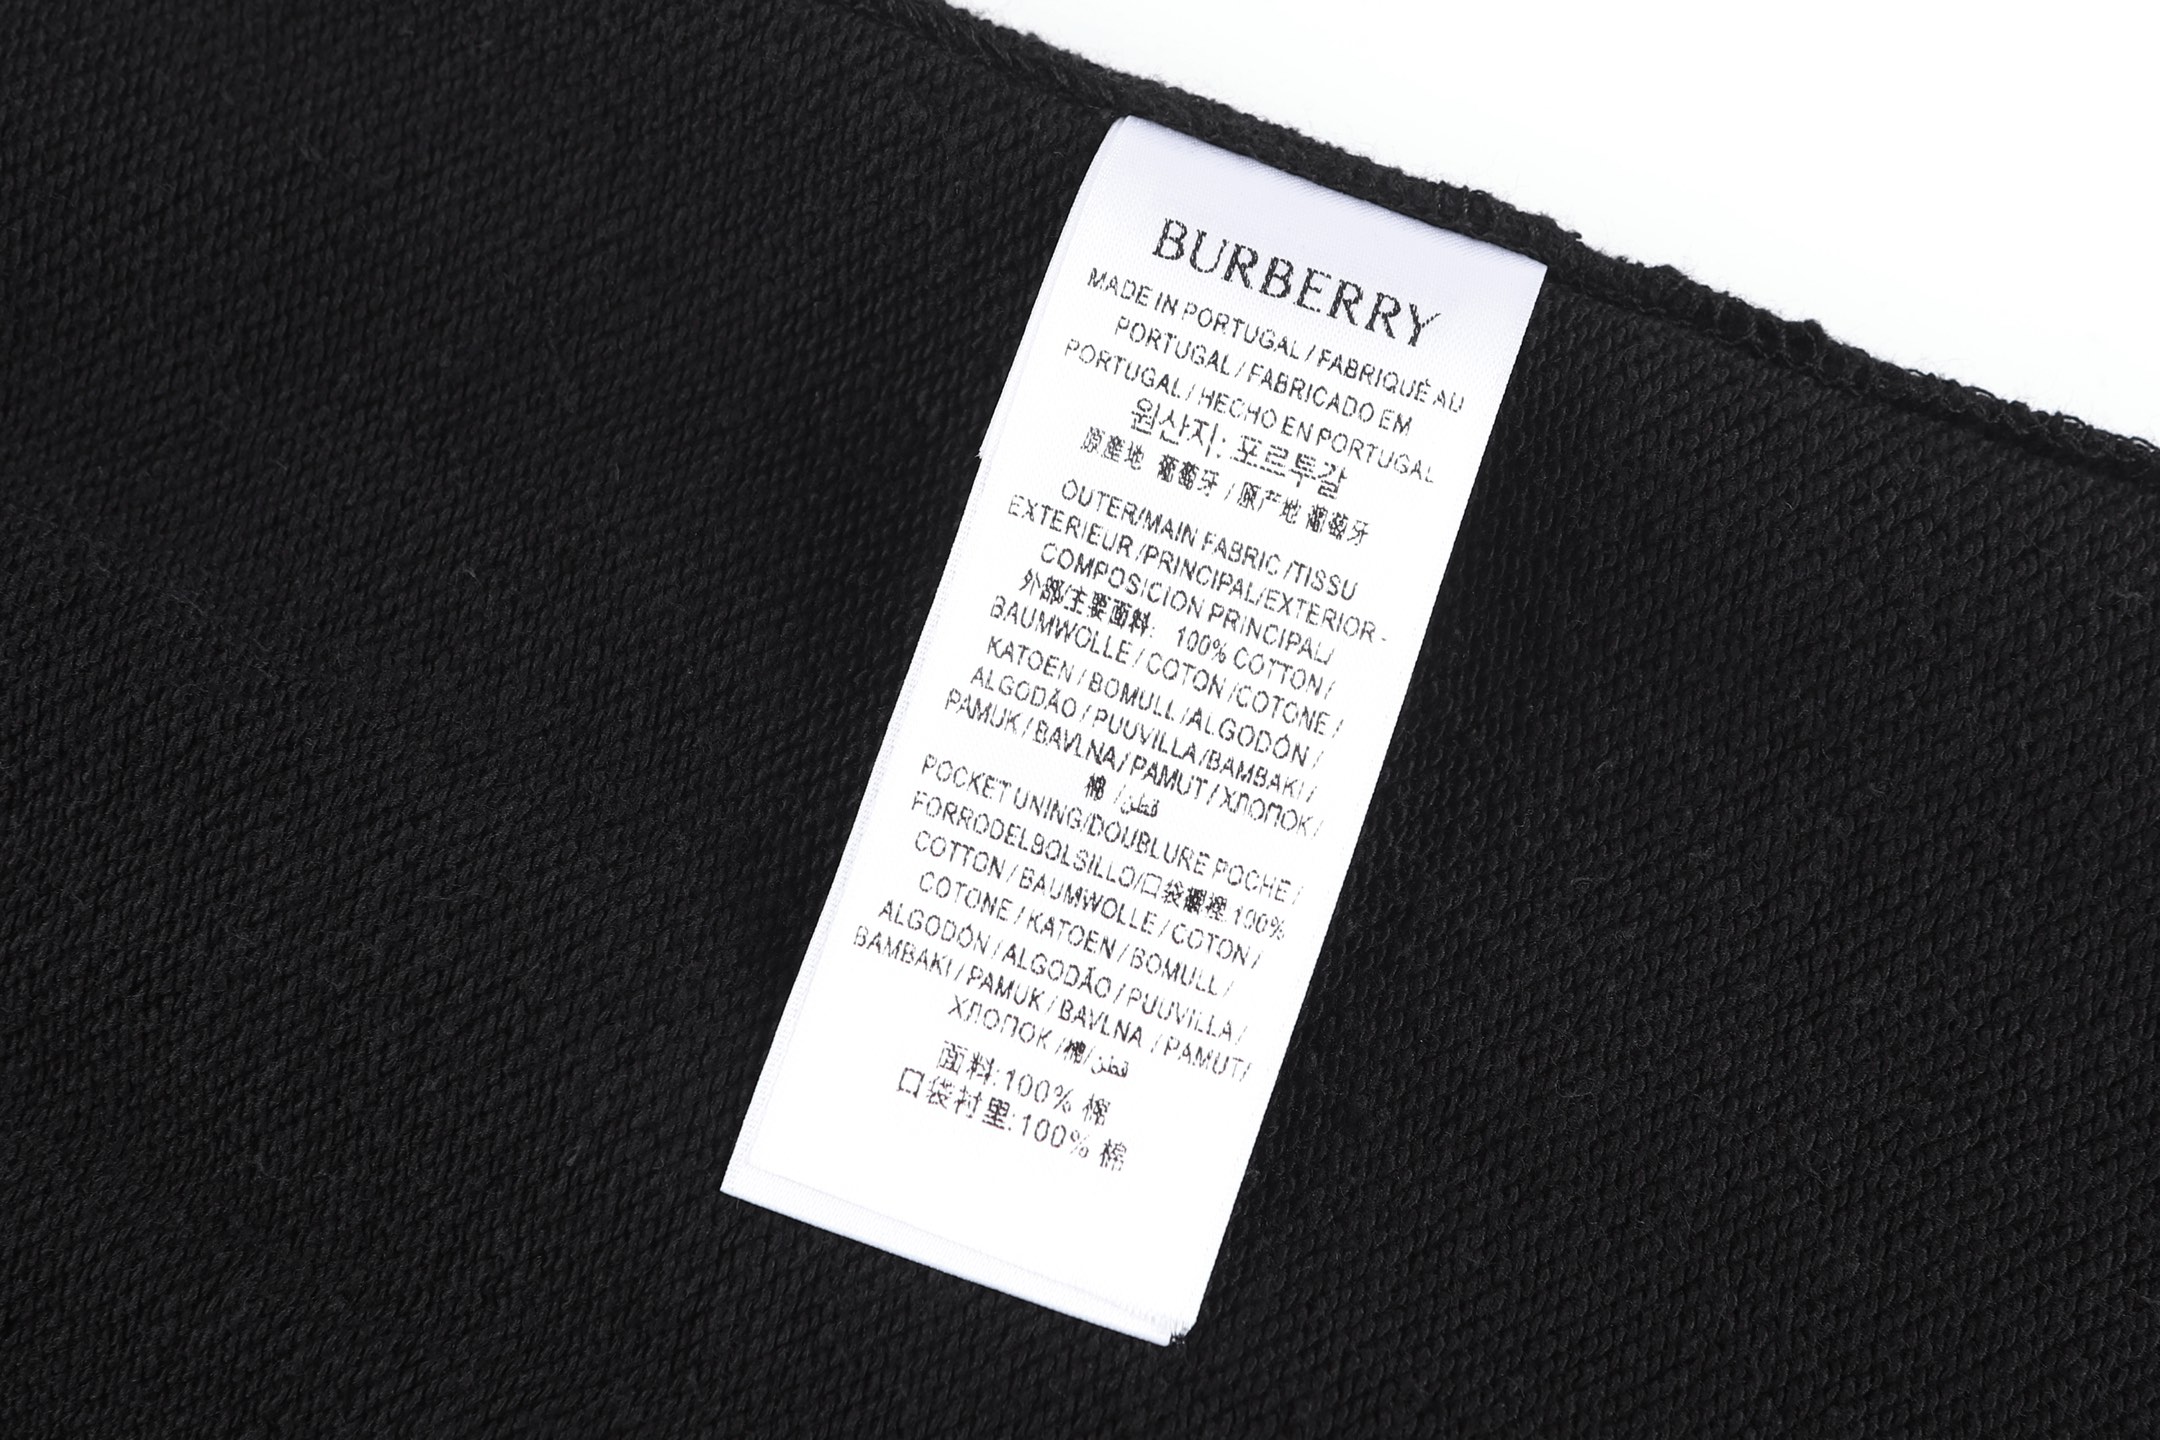 BURBERRY
MADE IN PORTUGAL / FABRIQUÉ AU
PORTUGAL / FABRICADO EM
PORTUGAL / HECHO EN PORTUGAL
원산지: 포르투갈
原產地 葡萄牙 / 原产地 葡萄牙
OUTER/MAIN FABRIC /TISSU
EXTERIEUR /PRINCIPAL/EXTERIOR -
COMPOSICION PRINCIPAL/
外部/主要面料: 100% COTTON /
BAUMWOLLE / COTON /COTONE /
KATOEN / BOMULL /ALGODÓN /
ALGODÃO / PUUVILLA /BAMBAKI /
PAMUK / BAVLNA / PAMUT / ХЛОПОК /
棉 / قطن
POCKET UNING/DOUBLURE POCHE /
FORRODELBOLSILLO/口袋襯裡 100%
COTTON / BAUMWOLLE / COTON /
COTONE / KATOEN / BOMULL /
ALGODÓN / ALGODÃO / PUUVILLA /
BAMBAKI / PAMUK / BAVLNA / PAMUT/
ХЛОПОК /棉/ قطن
面料:100% 棉
口袋衬里:100% 棉